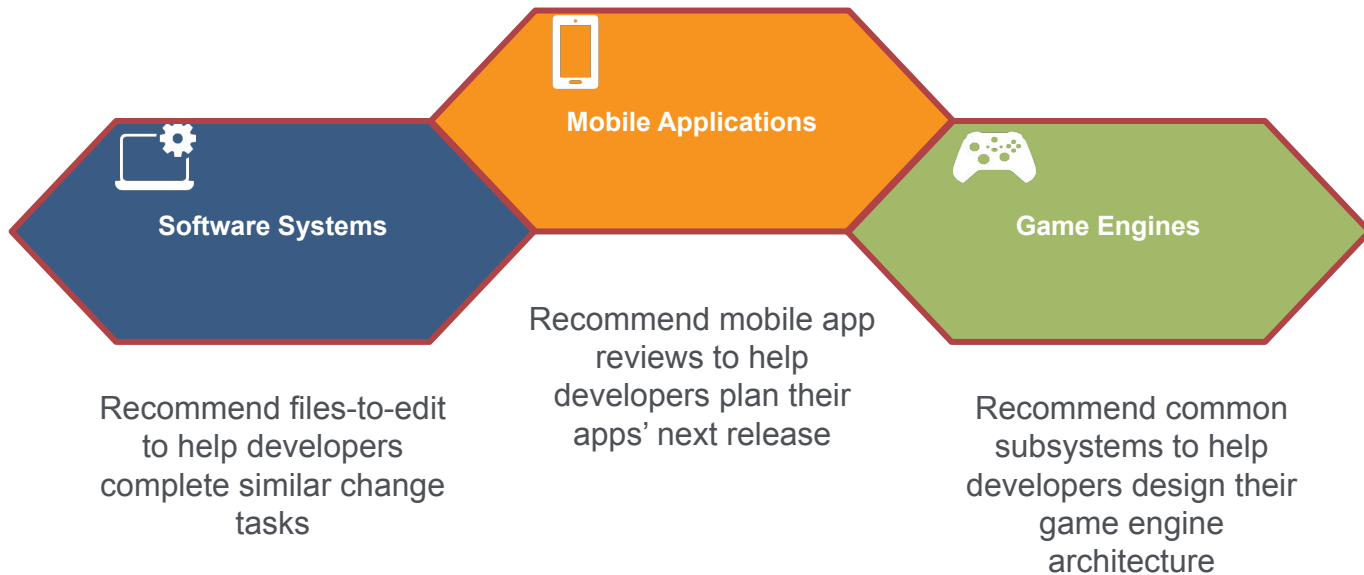 Software Systems
Recommend files-to-edit
to help developers
complete similar change
tasks
Mobile Applications
Recommend mobile app
reviews to help
developers plan their
apps’ next release
Game Engines
Recommend common
subsystems to help
developers design their
game engine
architecture